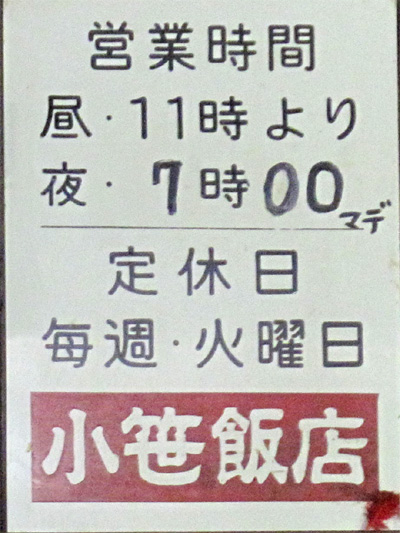 営業時間
昼・11時より
夜・7時00マデ
定休日
毎週・火曜日
小笹飯店